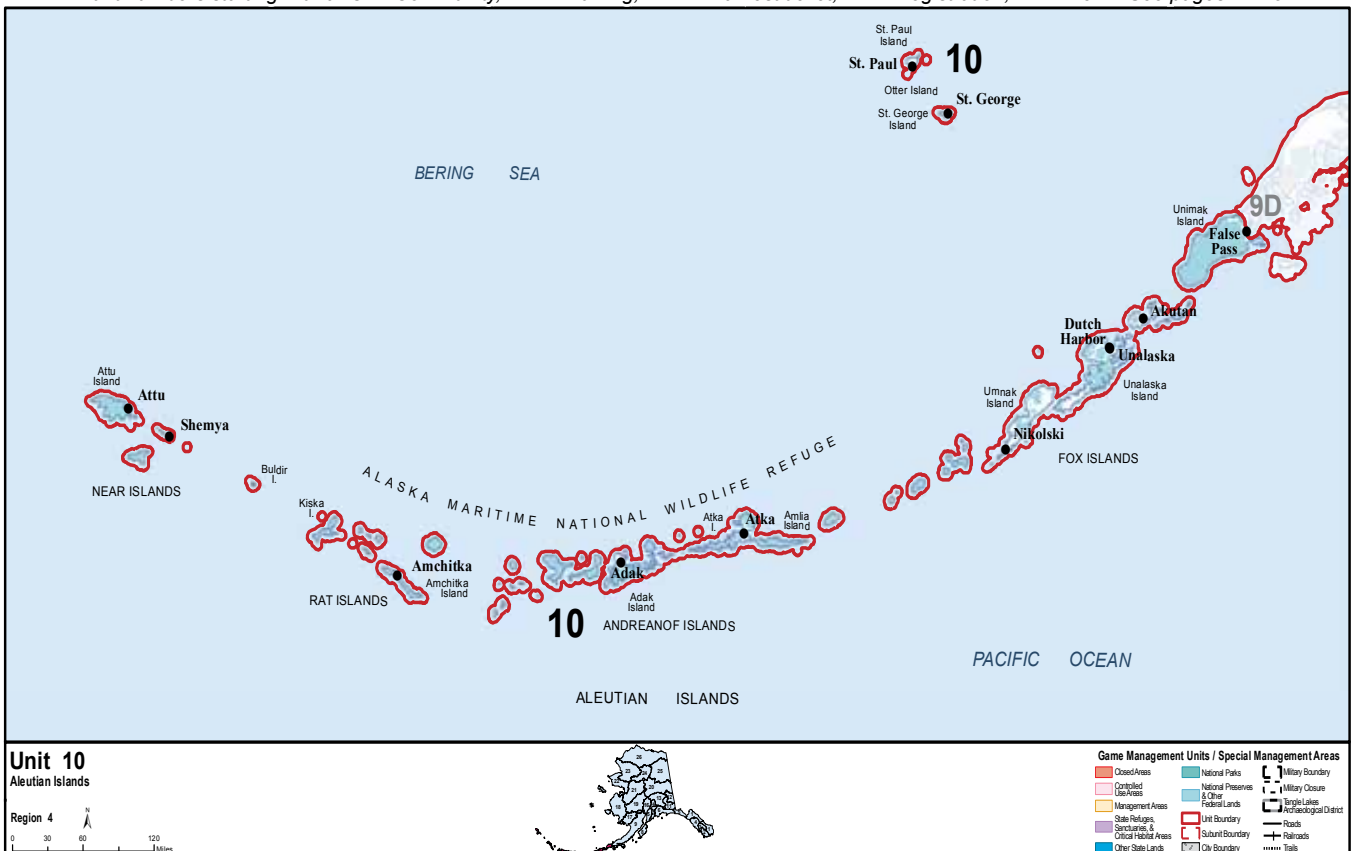 St. Paul
Island
St. Paul
10
Otter Island
St. George
St. George
Island
BERING SEA
9D
Unimak
Island
False
Pass
Akutan
Dutch
Harbor
Unalaska
Unalaska
Island
Umnak
Island
Nikolski
FOX ISLANDS
Attu
Island
Attu
Shemya
NEAR ISLANDS
Buldir
I.
Kiska
I.
ALASKA MARITIME NATIONAL WILDLIFE REFUGE
Amchitka
Amchitka
Island
RAT ISLANDS
Atka
I.
Atka
Amlia
Island
Adak
Adak
Island
10
ANDREANOF ISLANDS
PACIFIC OCEAN
ALEUTIAN ISLANDS
Unit 10
Aleutian Islands
Region 4
N
0 30 60 120
Miles
Game Management Units / Special Management Areas
Closed Areas
Controlled
Use Areas
Management Areas
State Refuges,
Sanctuaries, &
Critical Habitat Areas
Other State Lands
National Parks
National Preserves
& Other
Federal Lands
Unit Boundary
Subunit Boundary
City Boundary
Military Boundary
Military Closure
Tangle Lakes
Archaeological District
Roads
Railroads
Trails